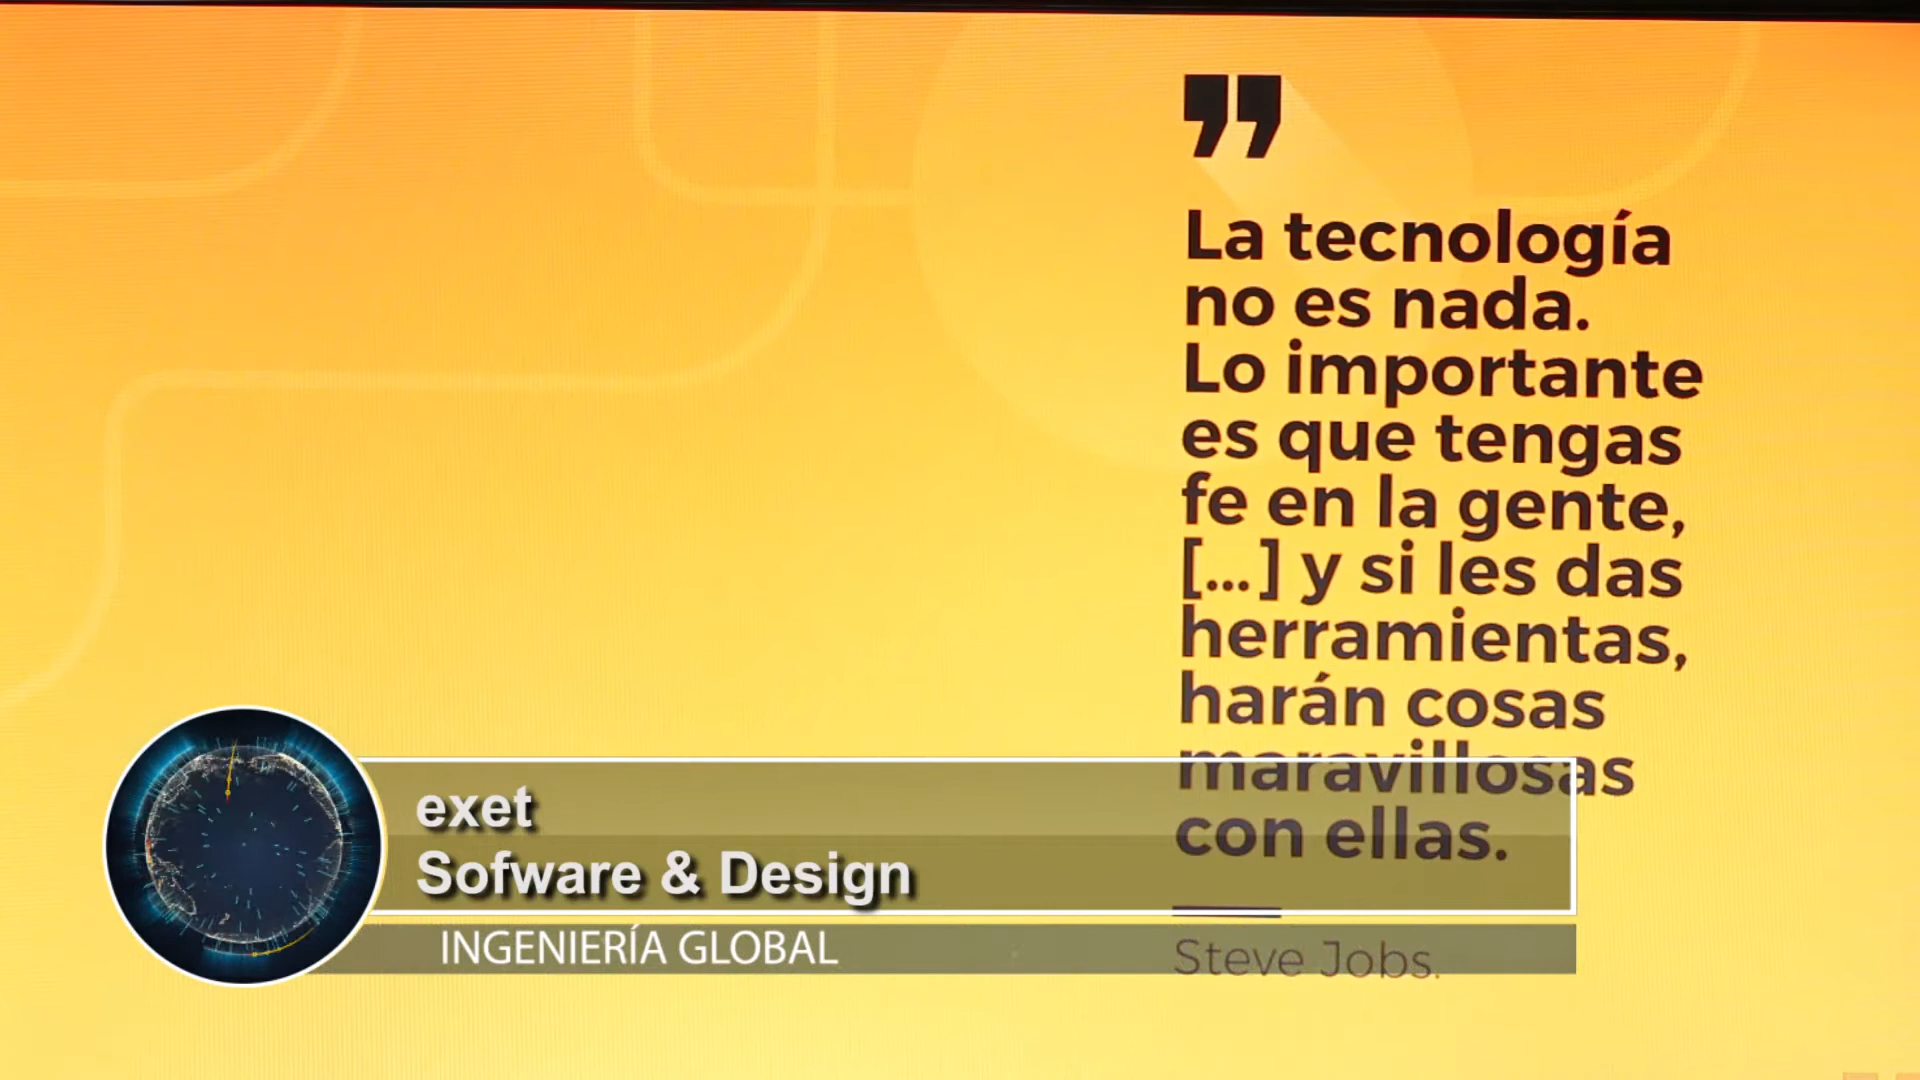 ”
La tecnología
no es nada.
Lo importante
es que tengas
fe en la gente,
[...] y si les das
herramientas,
harán cosas
maravillosas
con ellas.
Steve Jobs.
exet
Sofware & Design
INGENIERÍA GLOBAL